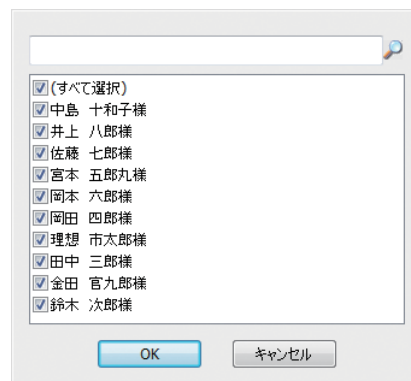 (すべて選択)
中島 十和子様
井上 八郎様
佐藤 七郎様
宮本 五郎丸様
岡本 六郎様
岡田 四郎様
理想 市太郎様
田中 三郎様
金田 官九郎様
鈴木 次郎様
OK キャンセル